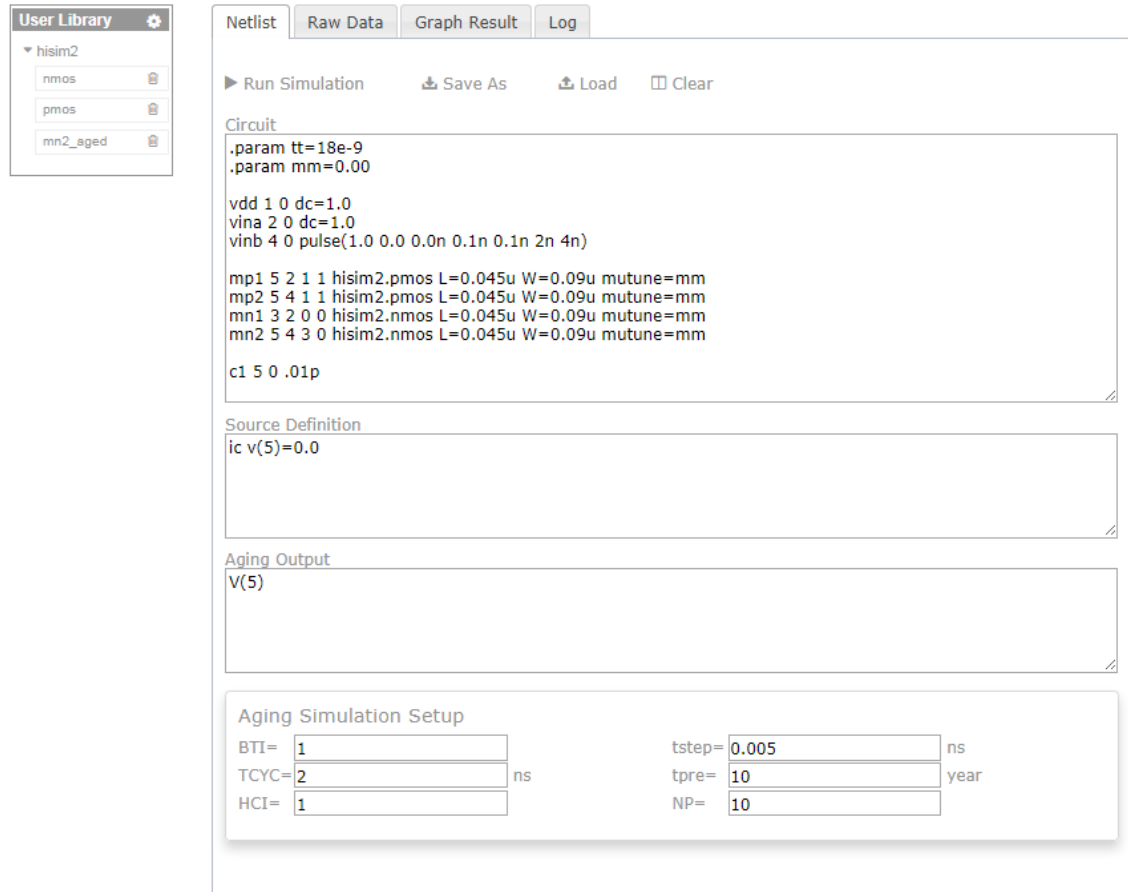 User Library
hisim2
nmos
pmos
mn2_aged
Netlist
Raw Data
Graph Result
Log
Run Simulation
Save As
Load
Clear
Circuit
.param tt=18e-9
.param mm=0.00
vdd 1 0 dc=1.0
vina 2 0 dc=1.0
vinb 4 0 pulse(1.0 0.0 0.0n 0.1n 0.1n 2n 4n)
mp1 5 2 1 1 hisim2.pmos L=0.045u W=0.09u mutune=mm
mp2 5 4 1 1 hisim2.pmos L=0.045u W=0.09u mutune=mm
mn1 3 2 0 0 hisim2.nmos L=0.045u W=0.09u mutune=mm
mn2 5 4 3 0 hisim2.nmos L=0.045u W=0.09u mutune=mm
c1 5 0 .01p
Source Definition
ic v(5)=0.0
Aging Output
V(5)
Aging Simulation Setup
BTI= 1
tstep= 0.005 ns
TCYC= 2 ns
tpre= 10 year
HCI= 1
NP= 10